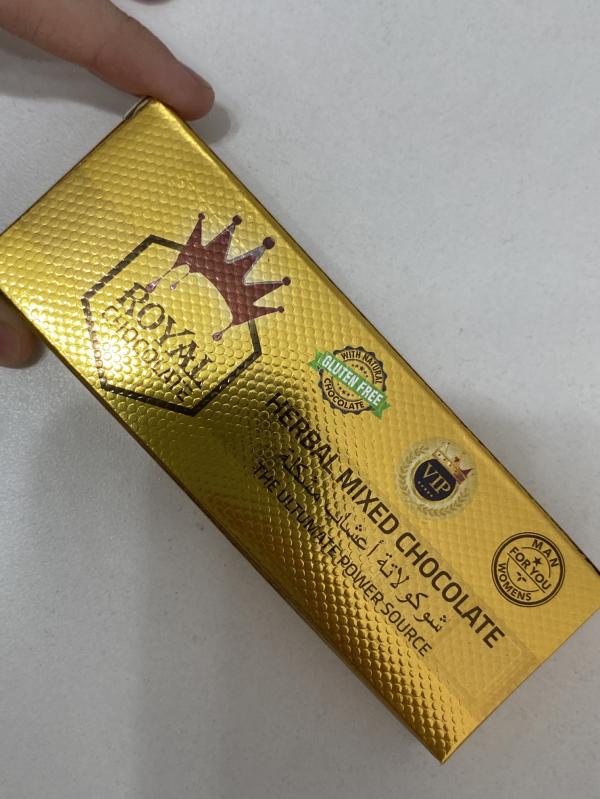 ROYAL
CHOCOLATE
WITH NATURAL
GLUTEN FREE
CHOCOLATE
HERBAL MIXED CHOCOLATE
شوكولاتة أعشاب مشكلة
THE ULTUMATE POWER SOURCE
VIP
MAN
FOR YOU
WOMENS